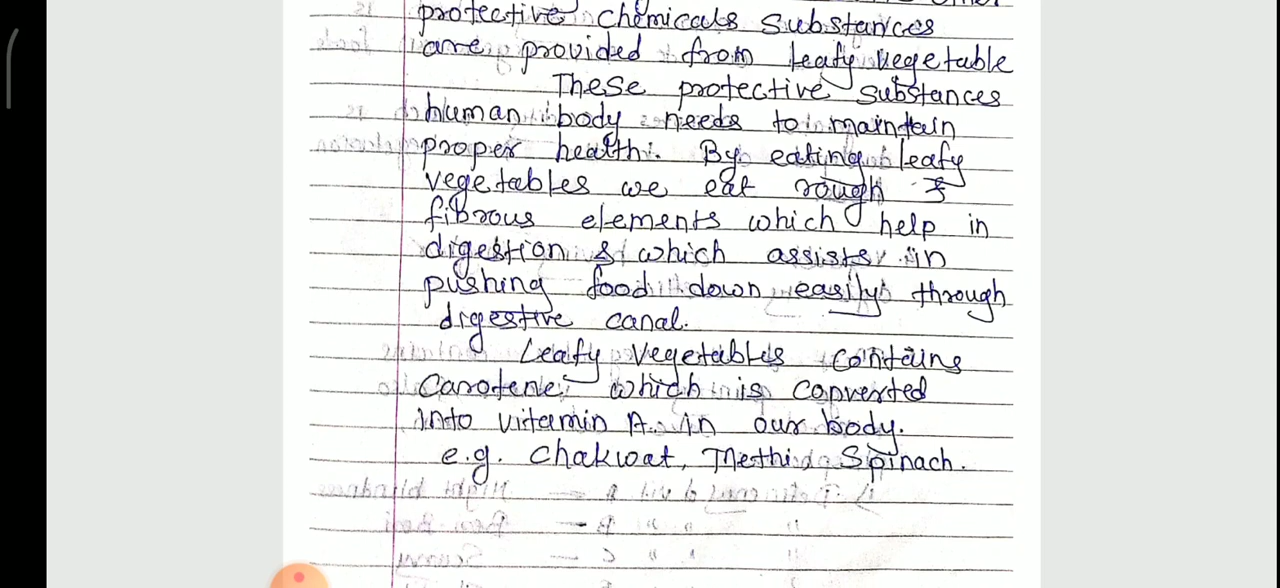 protective chemicals substances
are provided from leafy vegetable
These protective substances
human body needs to maintain
proper health. By eating leafy
vegetables we eat rough &
fibrous elements which help in
digestion & which assists in
pushing food down easily through
digestive canal.
Leafy vegetables contains
Carotene which is converted
into vitamin A. in our body.
e.g. Chakwat, Methi, Spinach.